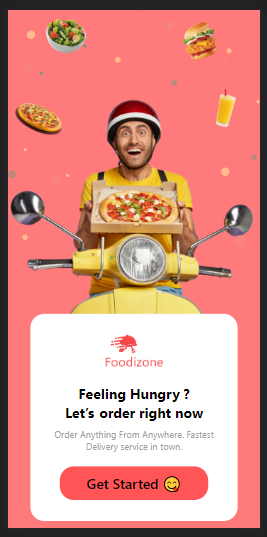 Foodizone
Feeling Hungry ?
Let's order right now
Order Anything From Anywhere. Fastest
Delivery service in town.
Get Started 😋